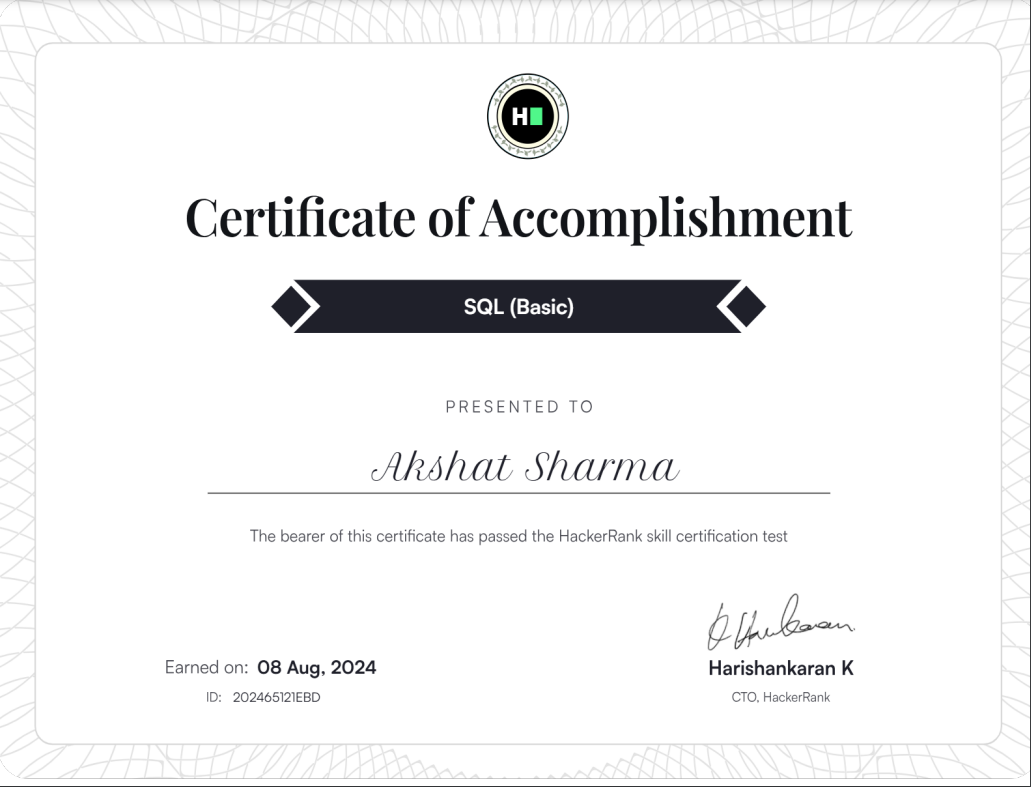 H
Certificate of Accomplishment
SQL (Basic)
PRESENTED TO
Akshat Sharma
The bearer of this certificate has passed the HackerRank skill certification test
Earned on: 08 Aug, 2024
ID: 202465121EBD
Harishankaran K
CTO, HackerRank